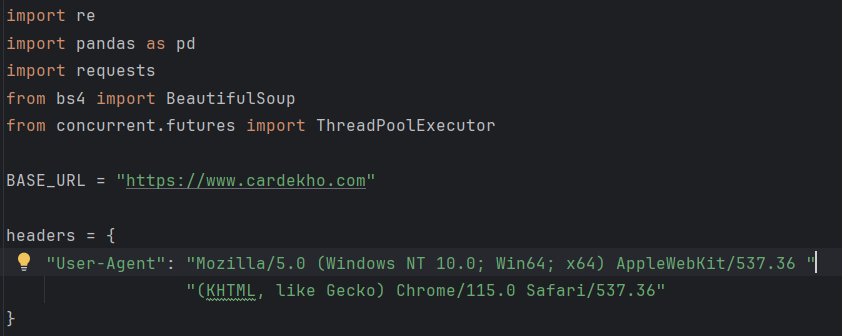 import re
import pandas as pd
import requests
from bs4 import BeautifulSoup
from concurrent.futures import ThreadPoolExecutor
BASE_URL = "https://www.cardekho.com"
headers = {
    "User-Agent": "Mozilla/5.0 (Windows NT 10.0; Win64; x64) AppleWebKit/537.36 "
                  "(KHTML, like Gecko) Chrome/115.0 Safari/537.36"
}